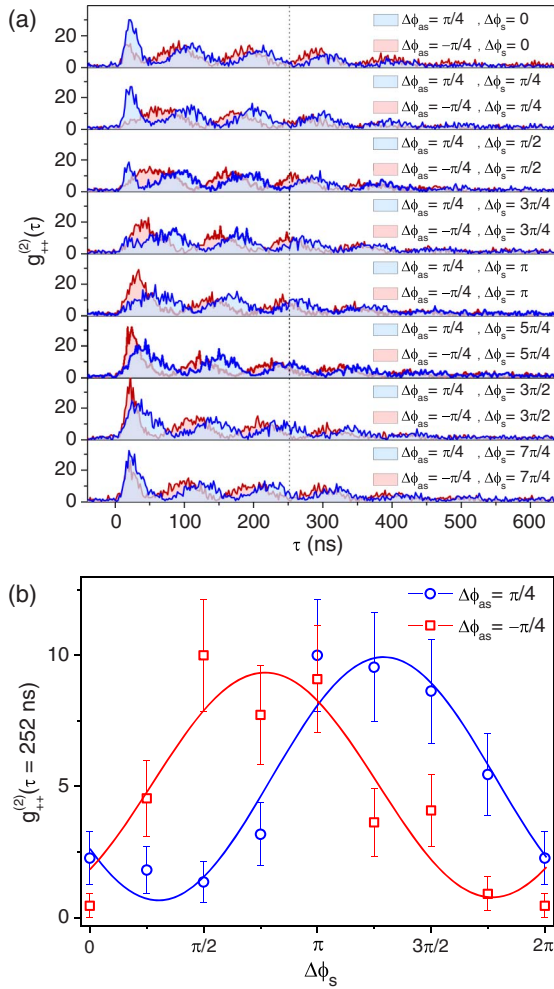 (a)
Δϕas= π/4 , Δϕs= 0
Δϕas= −π/4 , Δϕs= 0
20
0
Δϕas= π/4 , Δϕs= π/4
Δϕas= −π/4 , Δϕs= π/4
20
0
Δϕas= π/4 , Δϕs= π/2
Δϕas= −π/4 , Δϕs= π/2
20
0
Δϕas= π/4 , Δϕs= 3π/4
Δϕas= −π/4 , Δϕs= 3π/4
20
0
Δϕas= π/4 , Δϕs= π
Δϕas= −π/4 , Δϕs= π
20
0
Δϕas= π/4 , Δϕs= 5π/4
Δϕas= −π/4 , Δϕs= 5π/4
20
0
Δϕas= π/4 , Δϕs= 3π/2
Δϕas= −π/4 , Δϕs= 3π/2
20
0
Δϕas= π/4 , Δϕs= 7π/4
Δϕas= −π/4 , Δϕs= 7π/4
20
0
g++(2)(τ)
0 100 200 300 400 500 600
τ (ns)
(b)
Δϕas= π/4
Δϕas= −π/4
10
5
0
g++(2)(τ = 252 ns)
0 π/2 π 3π/2 2π
Δϕs